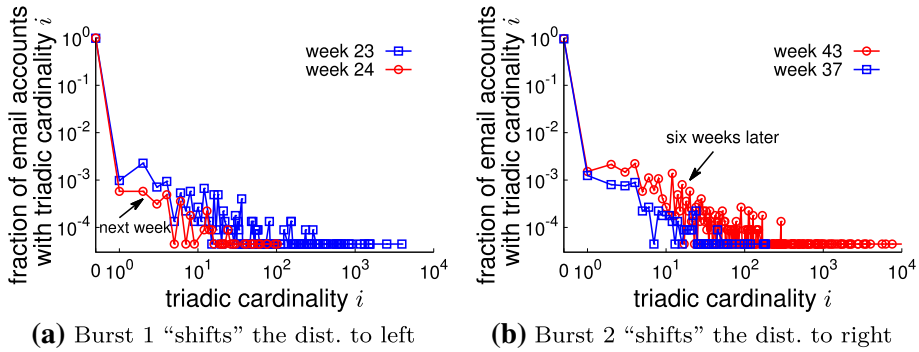 fraction of email accounts
with triadic cardinality i
10^0
10^-1
10^-2
10^-3
10^-4
week 23
week 24
next week
0 10^0 10^1 10^2 10^3 10^4
triadic cardinality i
(a) Burst 1 “shifts” the dist. to left
fraction of email accounts
with triadic cardinality i
10^0
10^-1
10^-2
10^-3
10^-4
week 43
week 37
six weeks later
0 10^0 10^1 10^2 10^3 10^4
triadic cardinality i
(b) Burst 2 “shifts” the dist. to right